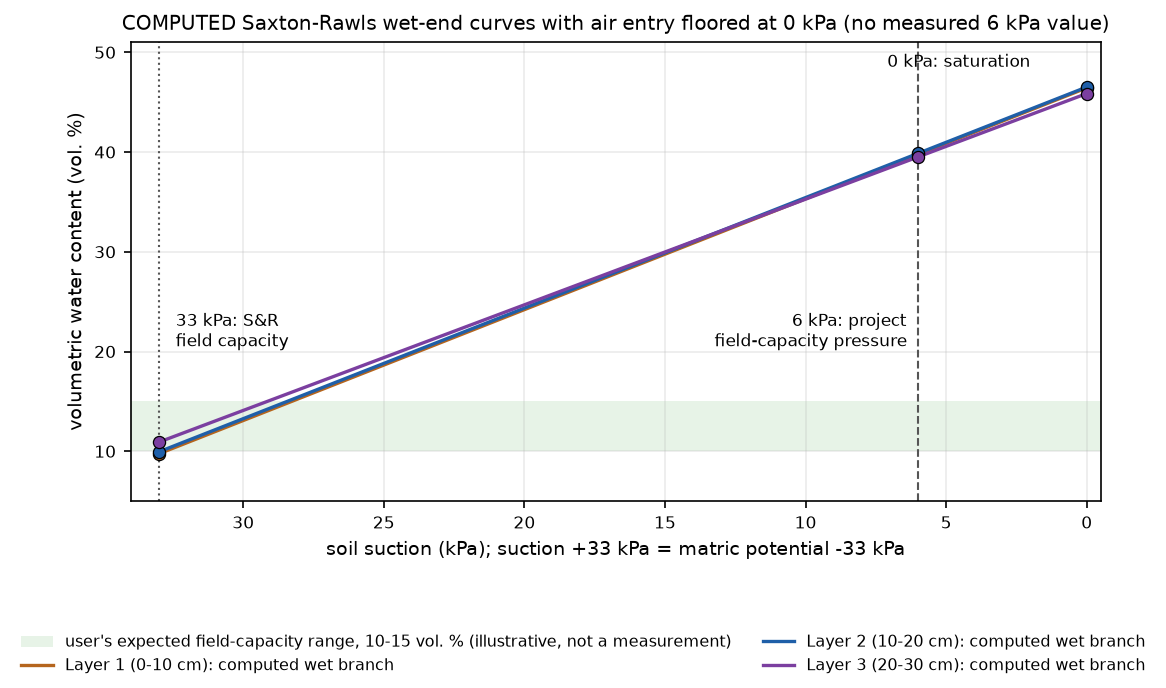 COMPUTED Saxton-Rawls wet-end curves with air entry floored at 0 kPa (no measured 6 kPa value)
50
40
30
20
10
volumetric water content (vol. %)
0 kPa: saturation
33 kPa: S&R
field capacity
6 kPa: project
field-capacity pressure
30
25
20
15
10
5
0
soil suction (kPa); suction +33 kPa = matric potential -33 kPa
user's expected field-capacity range, 10-15 vol. % (illustrative, not a measurement)
Layer 1 (0-10 cm): computed wet branch
Layer 2 (10-20 cm): computed wet branch
Layer 3 (20-30 cm): computed wet branch